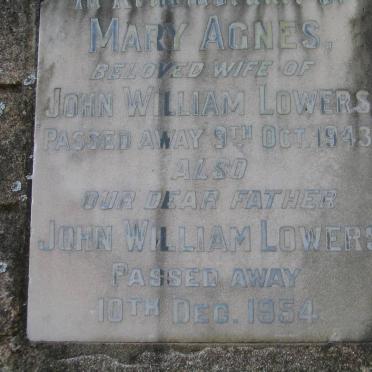 MARY AGNES,
BELOVED WIFE OF
JOHN WILLIAM LOWERS
PASSED AWAY 9TH OCT. 1943
ALSO
OUR DEAR FATHER
JOHN WILLIAM LOWERS
PASSED AWAY
10TH DEC. 1954.